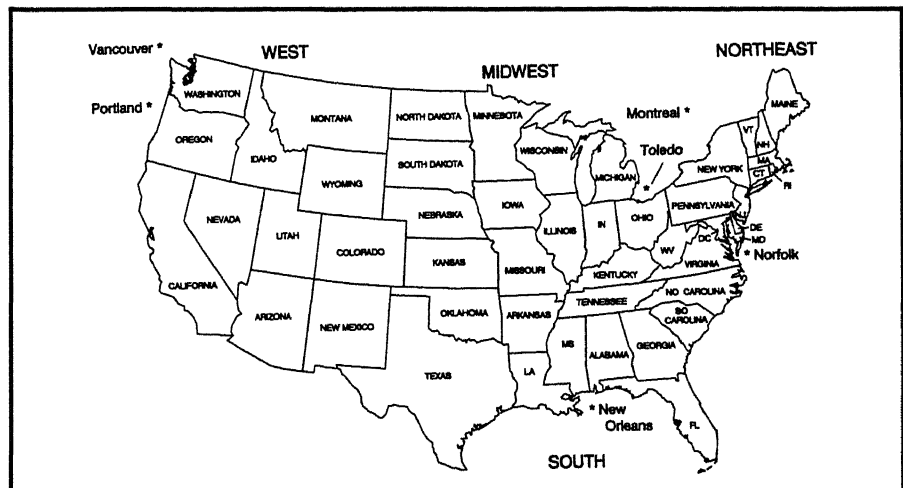 WEST
NORTHEAST
MIDWEST
Vancouver *
Portland *
Montreal *
Toledo
*
WASHINGTON
MONTANA
NORTH DAKOTA
MINNESOTA
MAINE
VT
NH
OREGON
IDAHO
SOUTH DAKOTA
WISCONSIN
MICHIGAN
NEW YORK
MA
CT
RI
WYOMING
NEBRASKA
IOWA
PENNSYLVANIA
NJ
NEVADA
UTAH
COLORADO
ILLINOIS
IN
OHIO
DE
MD
DC
WV
* Norfolk
KANSAS
MISSOURI
KENTUCKY
VIRGINIA
CALIFORNIA
ARIZONA
NEW MEXICO
OKLAHOMA
ARKANSAS
TENNESSEE
NO CAROLINA
SO
CAROLINA
TEXAS
LA
MS
ALABAMA
GEORGIA
* New
Orleans
FL
SOUTH